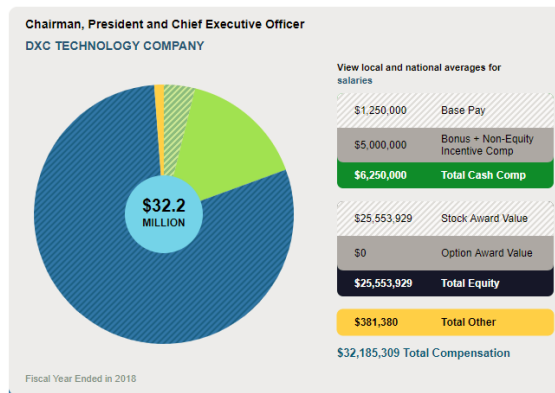 Chairman, President and Chief Executive Officer
DXC TECHNOLOGY COMPANY
View local and national averages for
salaries
$1,250,000 Base Pay
$5,000,000 Bonus + Non-Equity
Incentive Comp
$6,250,000 Total Cash Comp
$25,553,929 Stock Award Value
$0 Option Award Value
$25,553,929 Total Equity
$381,380 Total Other
$32,185,309 Total Compensation
$32.2
MILLION
Fiscal Year Ended in 2018